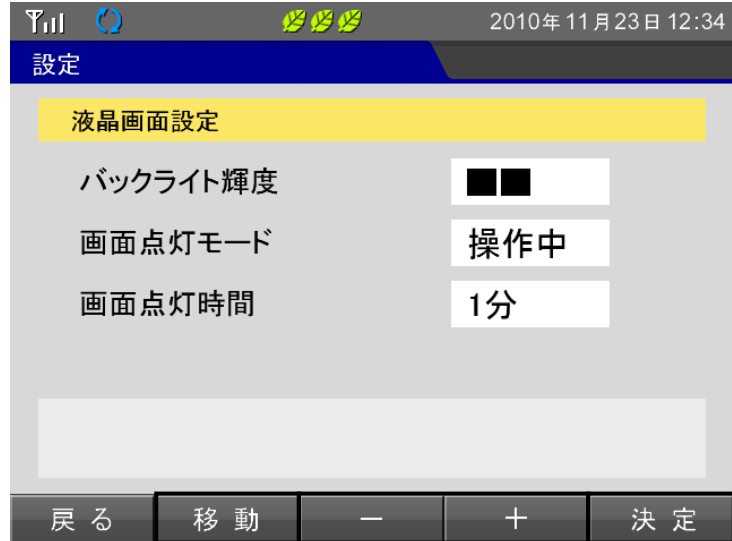 2010年11月23日 12:34
設定
液晶画面設定
バックライト輝度 ■■
画面点灯モード 操作中
画面点灯時間 1分
戻る 移動 － ＋ 決定